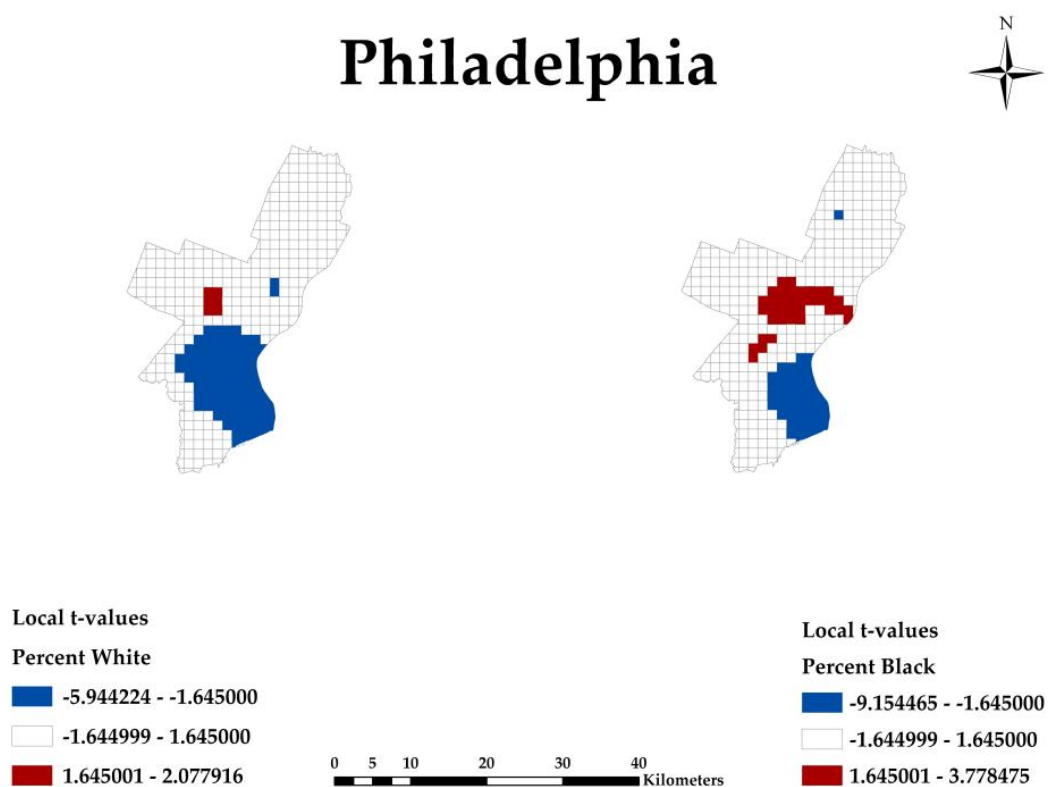 Philadelphia
N
Local t-values
Percent White
-5.944224 - -1.645000
-1.644999 - 1.645000
1.645001 - 2.077916
0 5 10 20 30 40
Kilometers
Local t-values
Percent Black
-9.154465 - -1.645000
-1.644999 - 1.645000
1.645001 - 3.778475